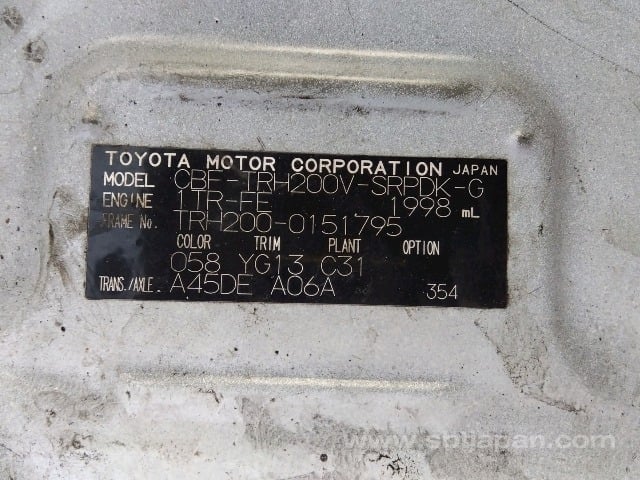 TOYOTA MOTOR CORPORATION JAPAN
MODEL CBF-TRH200V-SRPDK-G
ENGINE 1TR-FE 1998 mL
FRAME No. TRH200-0151795
COLOR TRIM PLANT OPTION
058 YG13 C31
TRANS./AXLE. A45DE A06A 354
www.sbtjapan.com